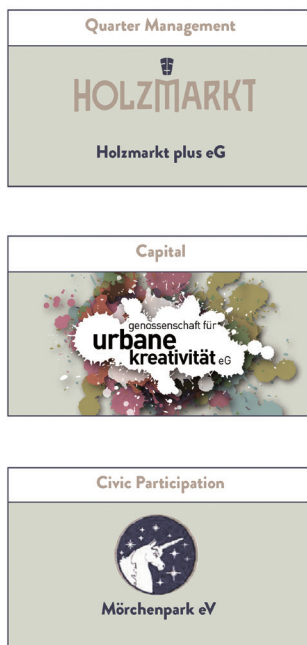 Quarter Management
HOLZMARKT
Holzmarkt plus eG
Capital
genossenschaft für
urbane
kreativität eG
Civic Participation
Mörchenpark eV